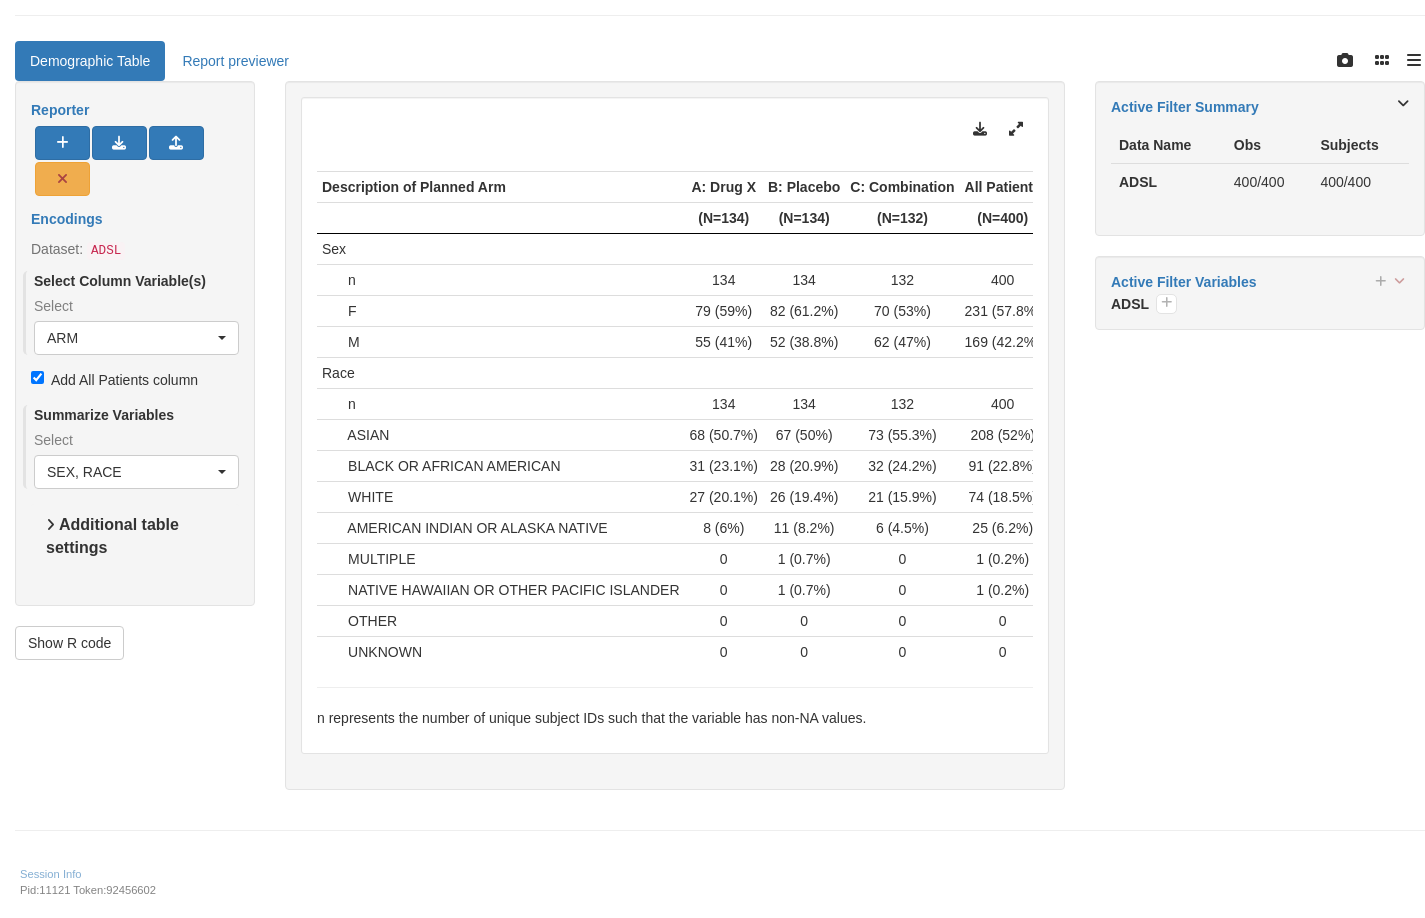 Demographic Table Report previewer
Reporter
Encodings
Dataset: ADSL
Select Column Variable(s)
Select
ARM
Add All Patients column
Summarize Variables
Select
SEX, RACE
Additional table
settings
Show R code
Description of Planned Arm A: Drug X B: Placebo C: Combination All Patient
(N=134) (N=134) (N=132) (N=400)
Sex
n 134 134 132 400
F 79 (59%) 82 (61.2%) 70 (53%) 231 (57.8%
M 55 (41%) 52 (38.8%) 62 (47%) 169 (42.2%
Race
n 134 134 132 400
ASIAN 68 (50.7%) 67 (50%) 73 (55.3%) 208 (52%)
BLACK OR AFRICAN AMERICAN 31 (23.1%) 28 (20.9%) 32 (24.2%) 91 (22.8%)
WHITE 27 (20.1%) 26 (19.4%) 21 (15.9%) 74 (18.5%)
AMERICAN INDIAN OR ALASKA NATIVE 8 (6%) 11 (8.2%) 6 (4.5%) 25 (6.2%)
MULTIPLE 0 1 (0.7%) 0 1 (0.2%)
NATIVE HAWAIIAN OR OTHER PACIFIC ISLANDER 0 1 (0.7%) 0 1 (0.2%)
OTHER 0 0 0 0
UNKNOWN 0 0 0 0
n represents the number of unique subject IDs such that the variable has non-NA values.
Active Filter Summary
Data Name Obs Subjects
ADSL 400/400 400/400
Active Filter Variables
ADSL
Session Info
Pid:11121 Token:92456602